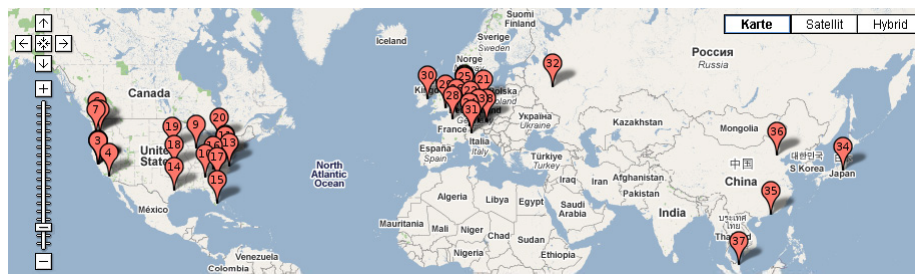 Karte
Satellit
Hybrid
Iceland
Suomi
Finland
Sverige
Sweden
Norge
Россия
Russia
Canada
United
States
México
Venezuela
Colombia
North
Atlantic
Ocean
France
España
Spain
Italia
Italy
Polska
Україна
Ukraine
Türkiye
Turkey
Kazakhstan
Mongolia
中国
China
대한민국
S Korea
Japan
Afghanistan
Pakistan
Iran
Iraq
India
Saudi
Arabia
Algeria
Libya
Egypt
Mauritania
Mali
Niger
Chad
Sudan
Ethiopia
ประเทศ
ไทย
3
4
7
9
13
14
15
16
17
18
19
20
21
25
28
30
31
32
34
35
36
37